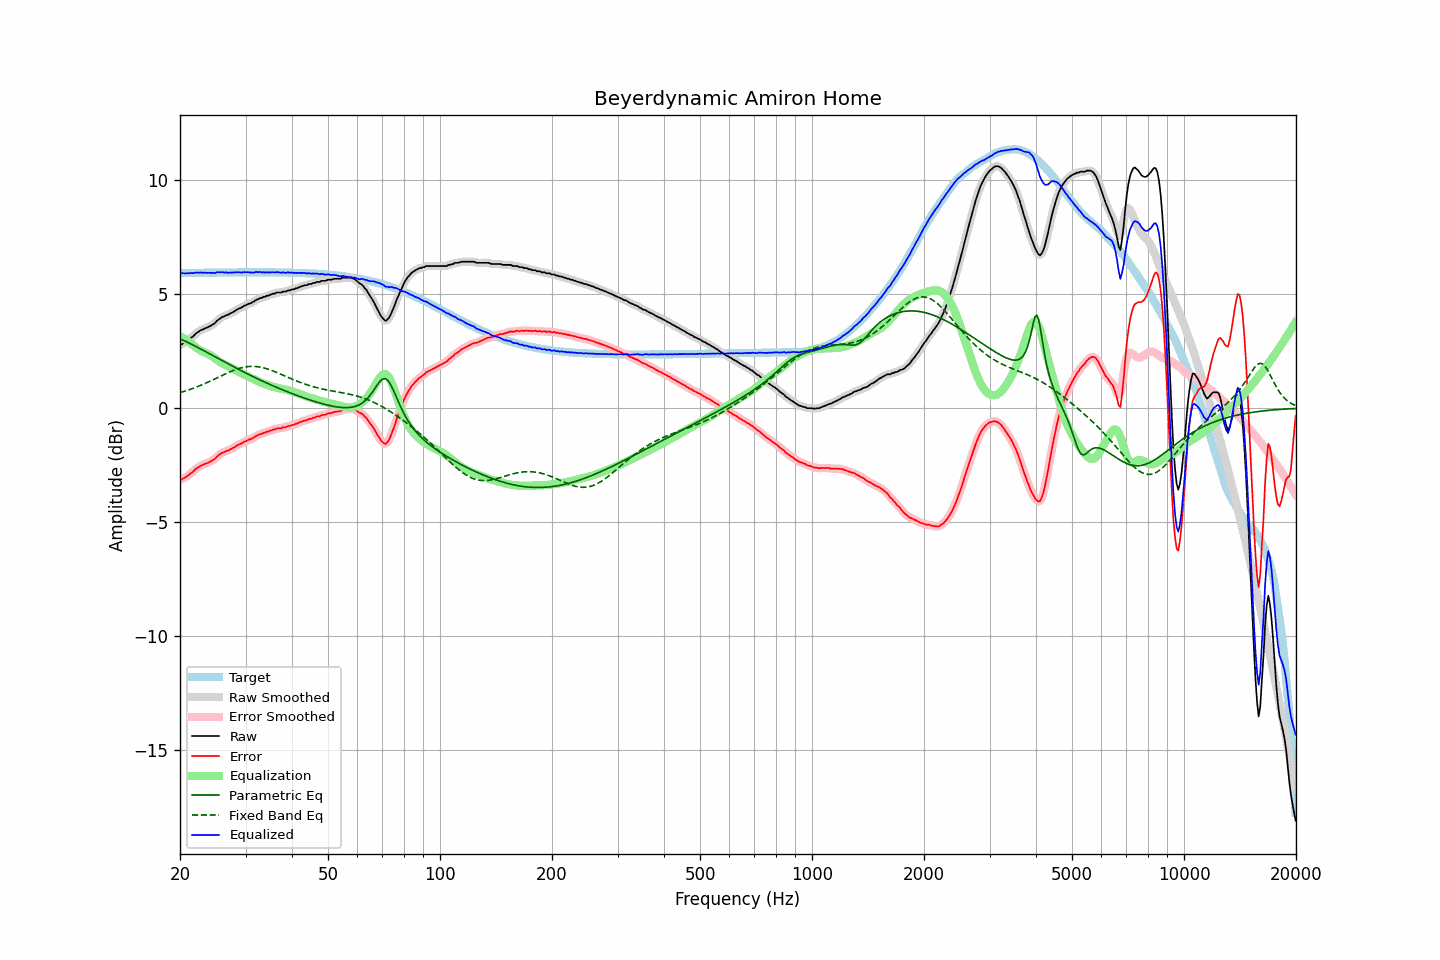 Beyerdynamic Amiron Home
Amplitude (dBr)
10
5
0
−5
−10
−15
Target
Raw Smoothed
Error Smoothed
Raw
Error
Equalization
Parametric Eq
Fixed Band Eq
Equalized
20 50 100 200 500 1000 2000 5000 10000 20000
Frequency (Hz)